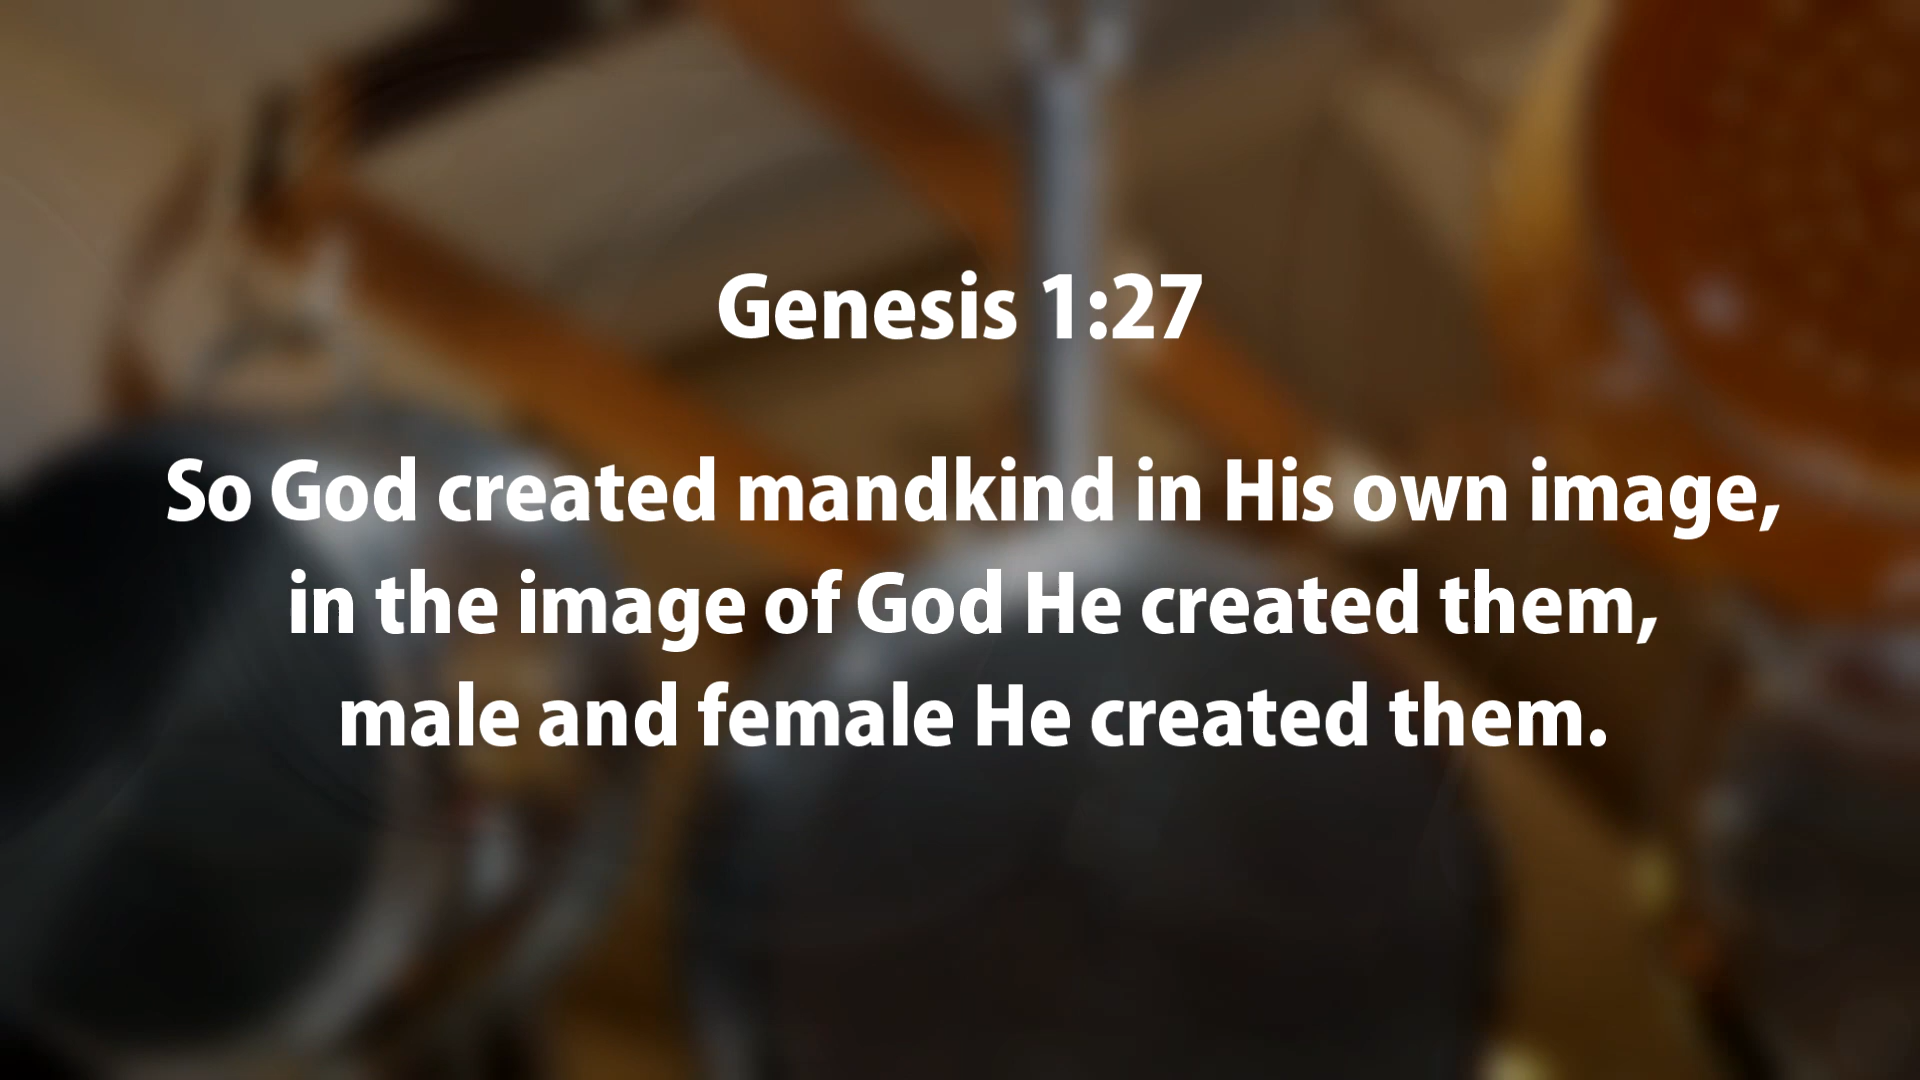 Genesis 1:27
So God created mandkind in His own image,
in the image of God He created them,
male and female He created them.